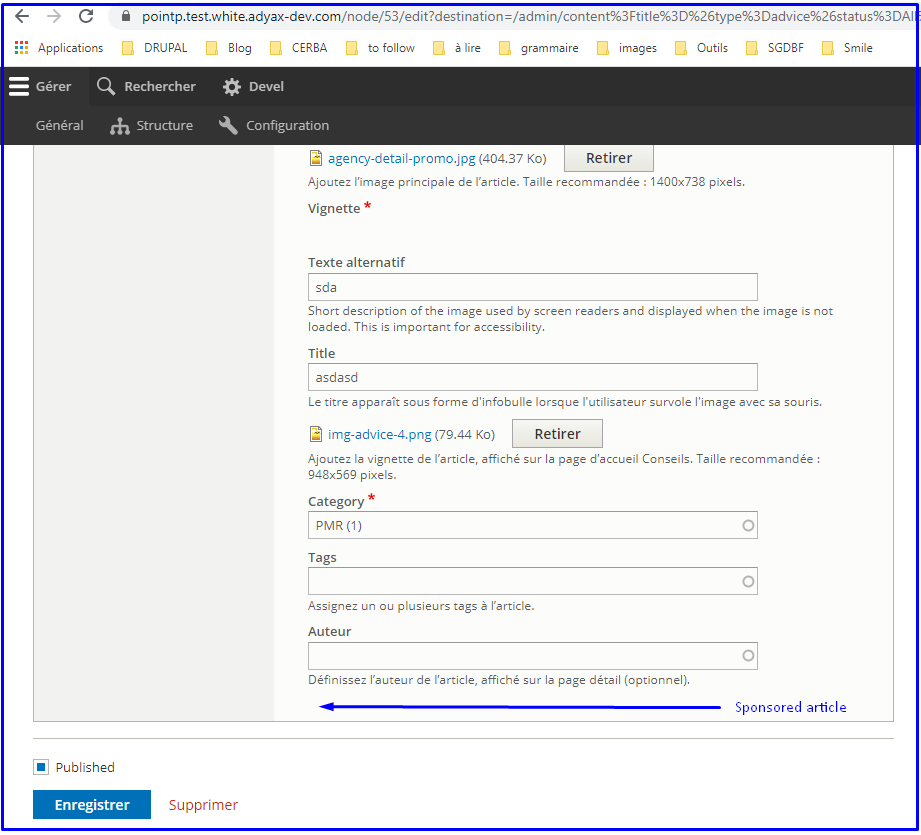 pointp.test.white.adyax-dev.com/node/53/edit?destination=/admin/content%3Ftitle%3D%26type%3Dadvice%26status%3DAll
Applications DRUPAL Blog CERBA to follow à lire grammaire images Outils SGDBF Smile
Gérer Rechercher Devel
Général Structure Configuration
agency-detail-promo.jpg (404.37 Ko) Retirer
Ajoutez l'image principale de l'article. Taille recommandée : 1400x738 pixels.
Vignette *
Texte alternatif
sda
Short description of the image used by screen readers and displayed when the image is not
loaded. This is important for accessibility.
Title
asdasd
Le titre apparaît sous forme d'infobulle lorsque l'utilisateur survole l'image avec sa souris.
img-advice-4.png (79.44 Ko) Retirer
Ajoutez la vignette de l'article, affiché sur la page d'accueil Conseils. Taille recommandée :
948x569 pixels.
Category *
PMR (1)
Tags
Assignez un ou plusieurs tags à l'article.
Auteur
Définissez l'auteur de l'article, affiché sur la page détail (optionnel).
Sponsored article
Published
Enregistrer Supprimer